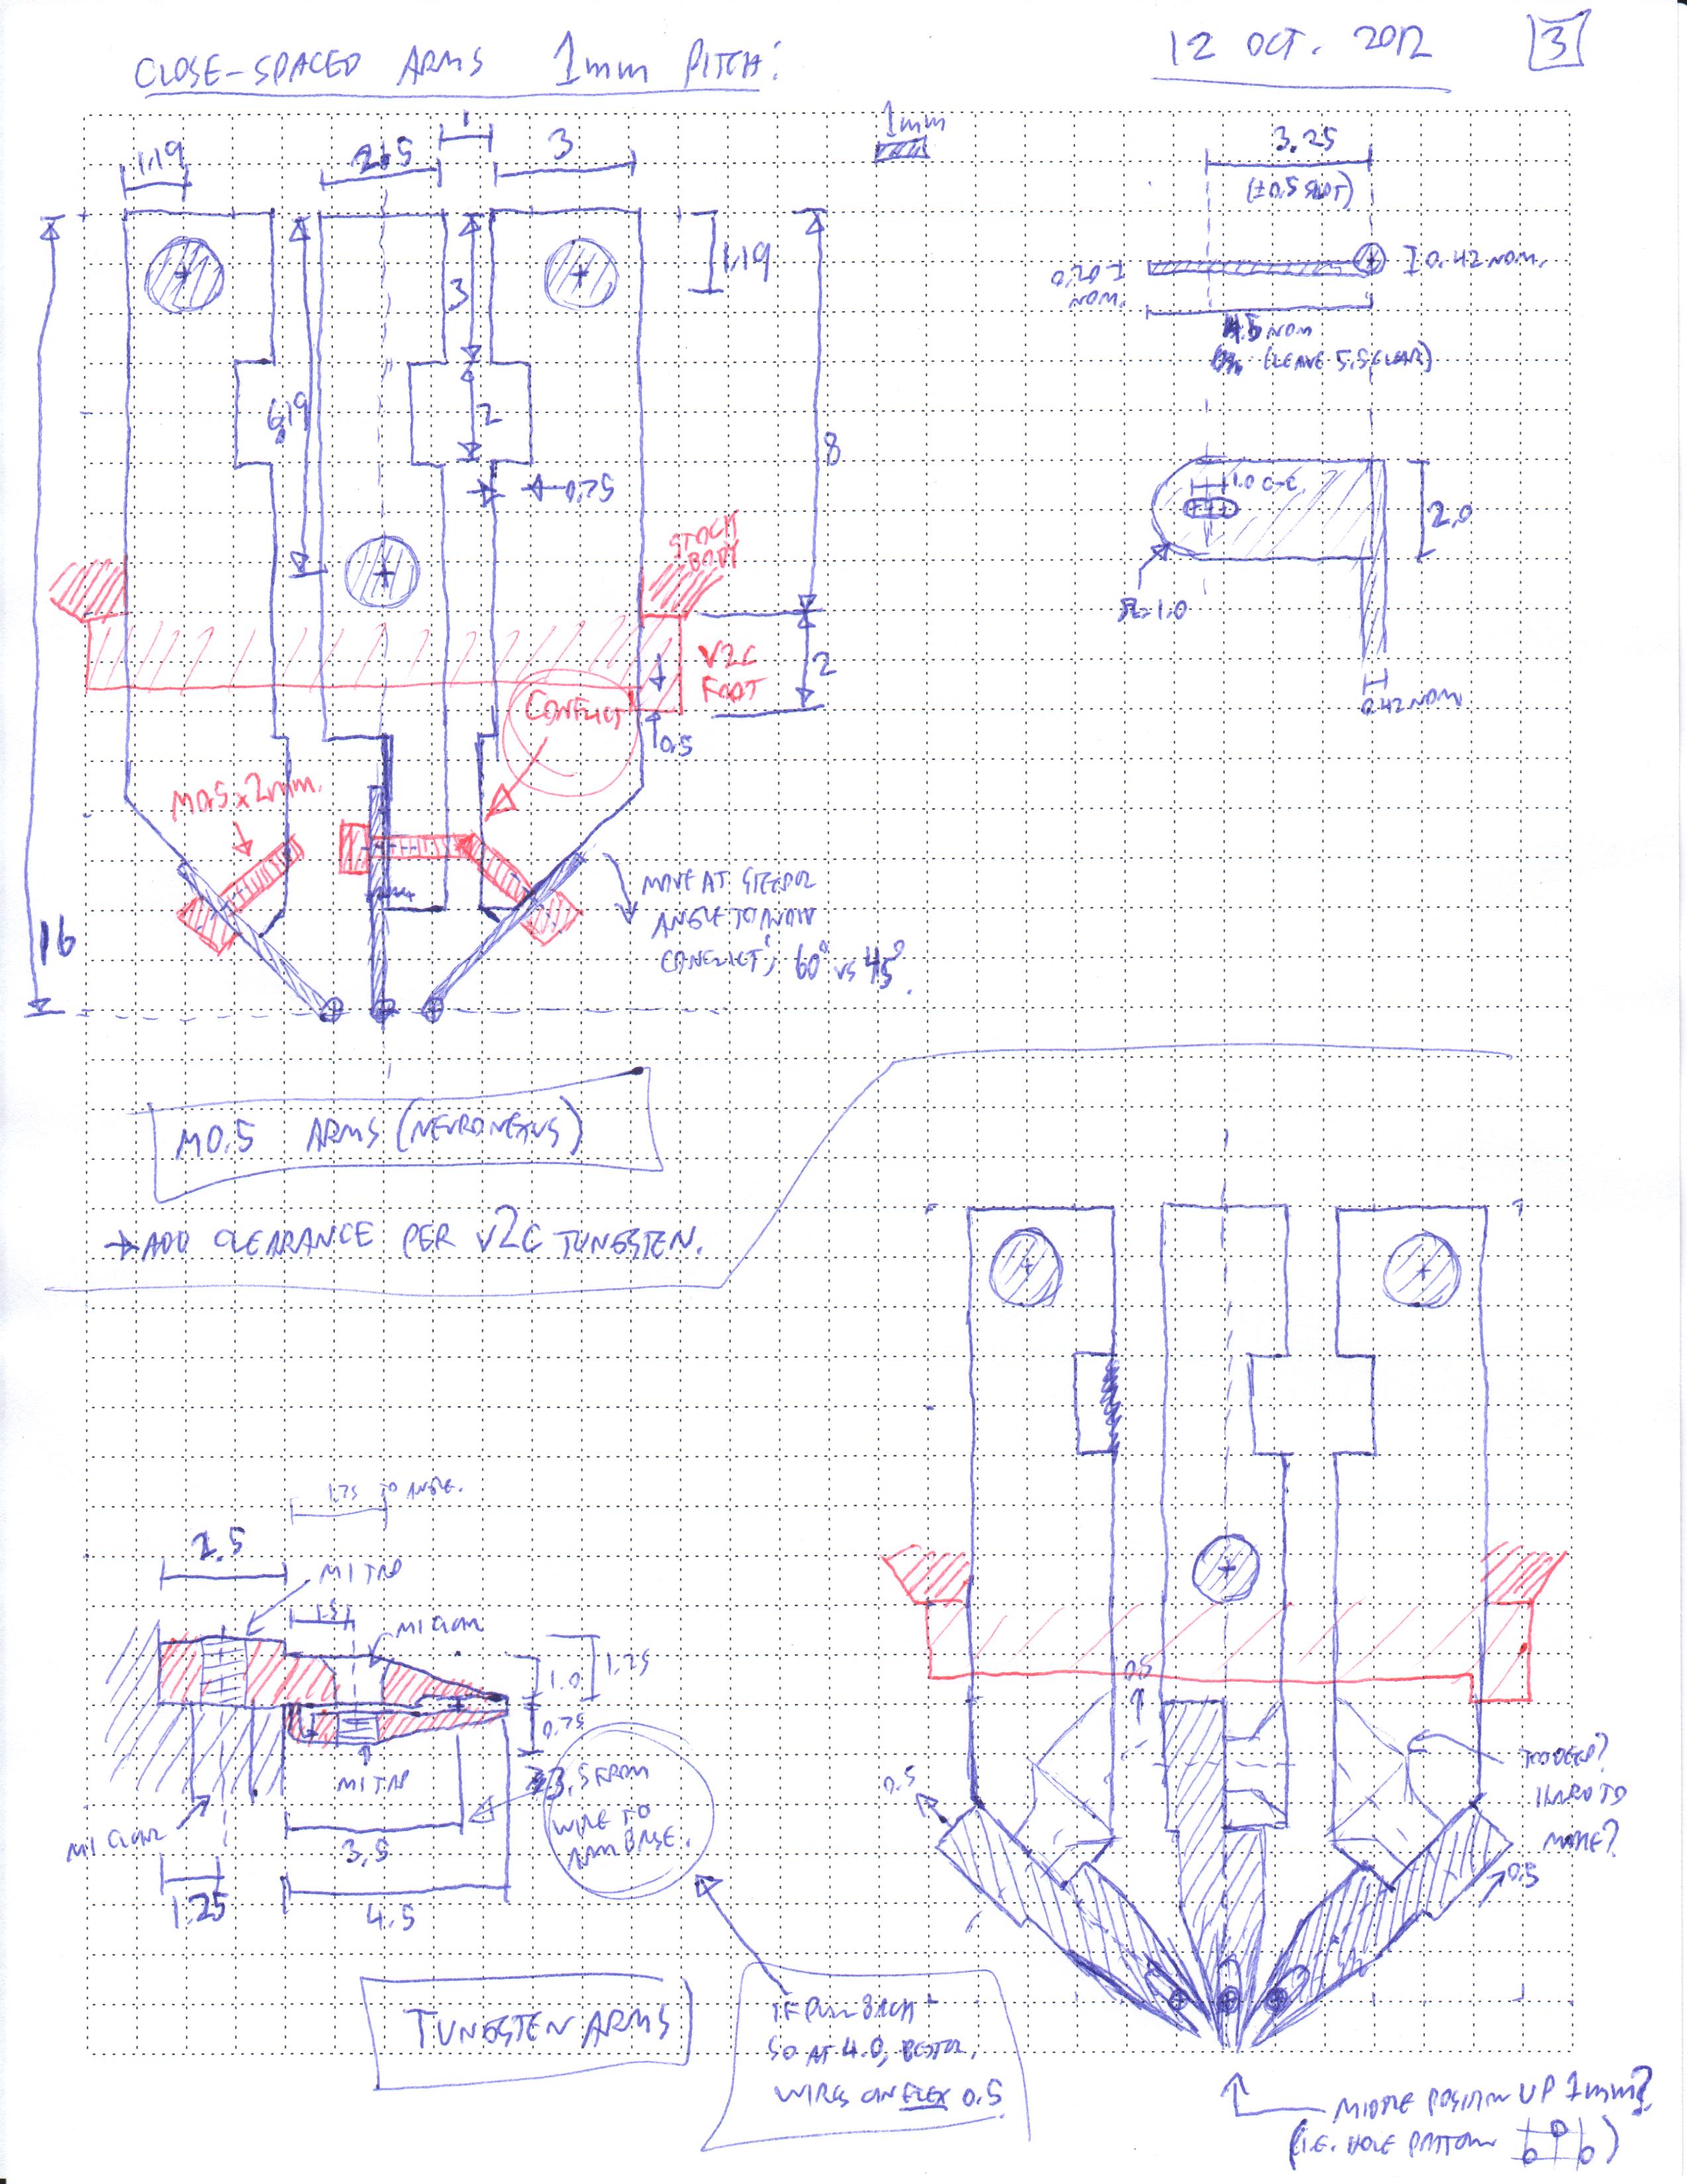 CLOSE-SPACED ARMS 1mm PITCH:
12 OCT. 2012
3
1mm
1.19
2.5
1
3
1.19
3
6.19
2
0.75
8
STOCK
BODY
V2C
FOOT
2
0.5
CONFLICT
M0.5x2mm.
MOVE AT STEEPER
ANGLE TO AVOID
CONFLICT; 60° vs 45°.
16
3.25
(±0.5 SLOT)
0.20
NOM.
0.42 NOM.
4.5 NOM
(LEAVE 5.5 CLEAR)
1.0 C-C.
2.0
R=1.0
0.42 NOM
M0.5 ARMS (NEURONEXUS)
→ ADD CLEARANCE PER V2C TUNGSTEN.
1.75 TO ANGLE.
2.5
M1 TAP
1.5
M1 CLEAR
1.0
1.75
0.75
M1 TAP
M1 CLEAR
3.5
1.25
4.5
3.5 FROM
WIRE TO
ARM BASE.
TUNGSTEN ARMS
IF PULL BACK
SO AT 4.0, BETTER.
WIRES CAN FLEX 0.5
0.5
0.5
0.5
TOO DEEP?
HARD TO
MAKE?
MIDDLE POSITION UP 1mm?
(I.E. HOLE PATTERN)